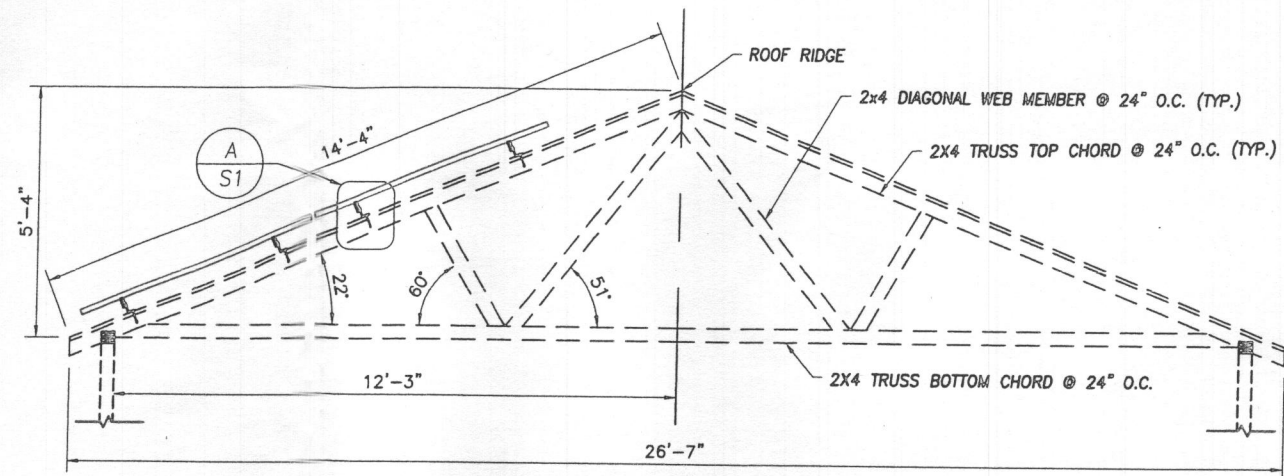 ROOF RIDGE
2x4 DIAGONAL WEB MEMBER @ 24" O.C. (TYP.)
2X4 TRUSS TOP CHORD @ 24" O.C. (TYP.)
A
S1
14'-4"
5'-4"
22°
60°
51°
12'-3"
2X4 TRUSS BOTTOM CHORD @ 24" O.C.
26'-7"